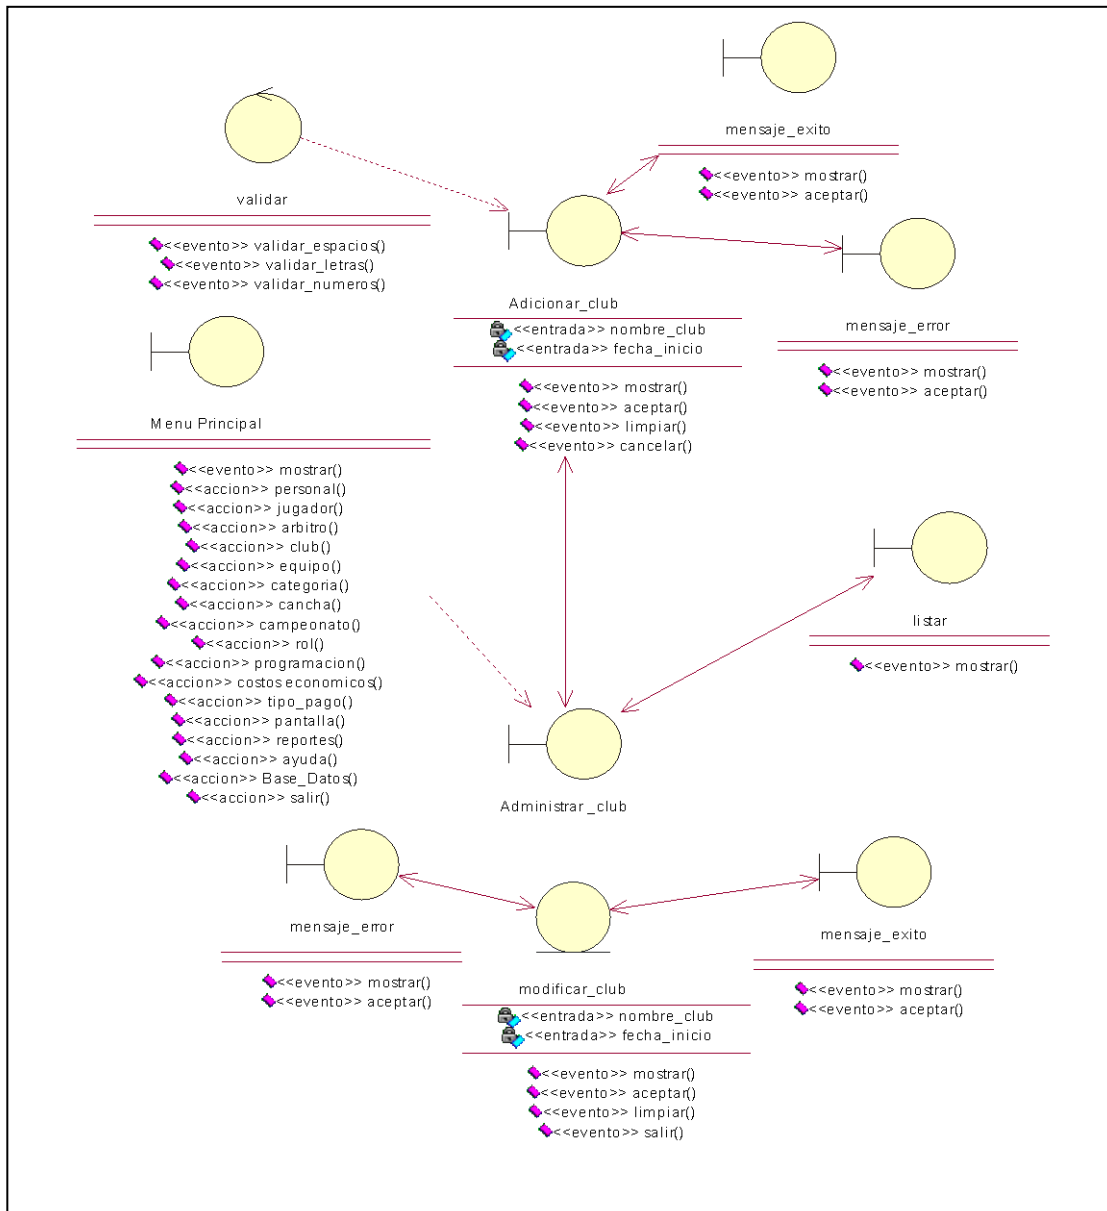 mensaje_exito
<<evento>> mostrar()
<<evento>> aceptar()
validar
<<evento>> validar_espacios()
<<evento>> validar_letras()
<<evento>> validar_numeros()
Adicionar_club
<<entrada>> nombre_club
<<entrada>> fecha_inicio
<<evento>> mostrar()
<<evento>> aceptar()
<<evento>> limpiar()
<<evento>> cancelar()
mensaje_error
<<evento>> mostrar()
<<evento>> aceptar()
Menu Principal
<<evento>> mostrar()
<<accion>> personal()
<<accion>> jugador()
<<accion>> arbitro()
<<accion>> club()
<<accion>> equipo()
<<accion>> categoria()
<<accion>> cancha()
<<accion>> campeonato()
<<accion>> rol()
<<accion>> programacion()
<<accion>> costos economicos()
<<accion>> tipo_pago()
<<accion>> pantalla()
<<accion>> reportes()
<<accion>> ayuda()
<<accion>> Base_Datos()
<<accion>> salir()
listar
<<evento>> mostrar()
Administrar_club
mensaje_error
<<evento>> mostrar()
<<evento>> aceptar()
modificar_club
<<entrada>> nombre_club
<<entrada>> fecha_inicio
<<evento>> mostrar()
<<evento>> aceptar()
<<evento>> limpiar()
<<evento>> salir()
mensaje_exito
<<evento>> mostrar()
<<evento>> aceptar()